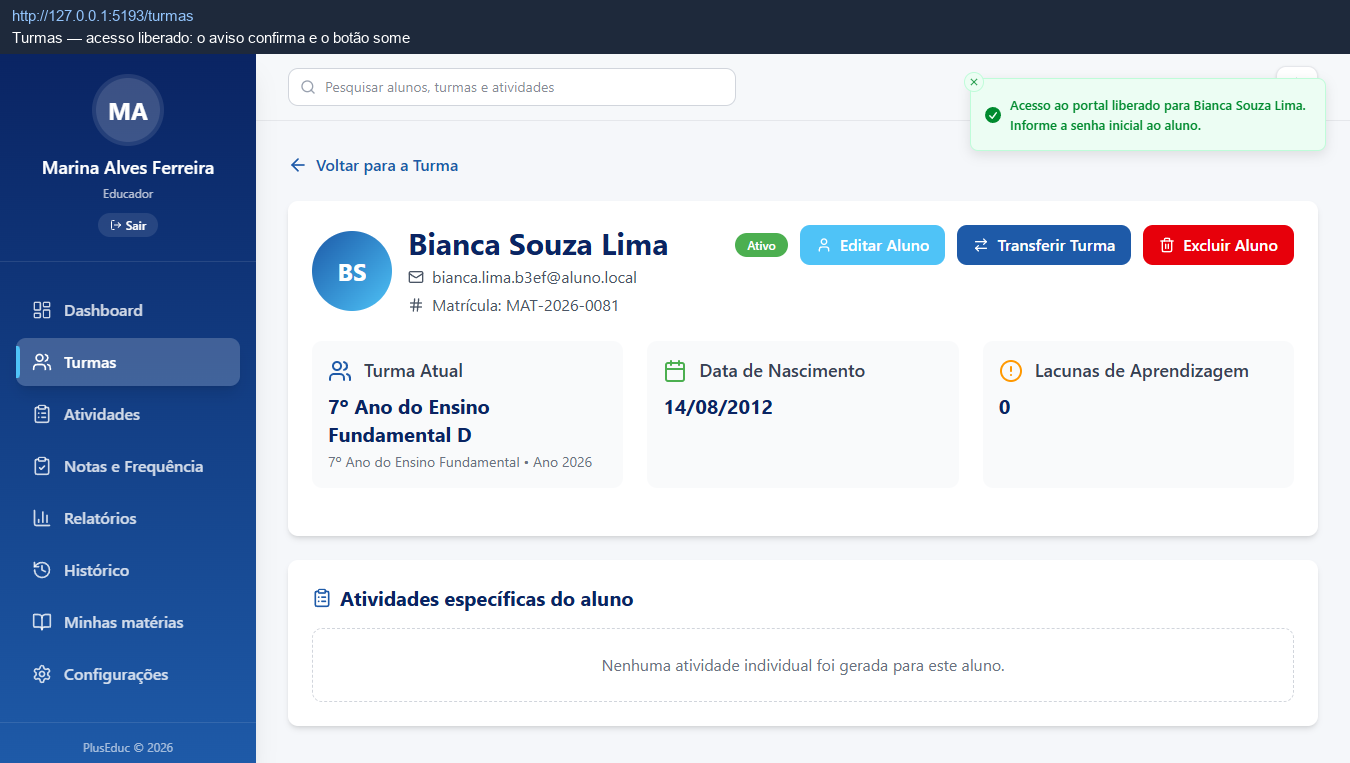 http://127.0.0.1:5193/turmas
Turmas — acesso liberado: o aviso confirma e o botão some
MA
Marina Alves Ferreira
Educador
Sair
Dashboard
Turmas
Atividades
Notas e Frequência
Relatórios
Histórico
Minhas matérias
Configurações
PlusEduc © 2026
Pesquisar alunos, turmas e atividades
Acesso ao portal liberado para Bianca Souza Lima.
Informe a senha inicial ao aluno.
Voltar para a Turma
BS
Bianca Souza Lima
bianca.lima.b3ef@aluno.local
Matrícula: MAT-2026-0081
Ativo
Editar Aluno
Transferir Turma
Excluir Aluno
Turma Atual
7º Ano do Ensino
Fundamental D
7º Ano do Ensino Fundamental • Ano 2026
Data de Nascimento
14/08/2012
Lacunas de Aprendizagem
0
Atividades específicas do aluno
Nenhuma atividade individual foi gerada para este aluno.